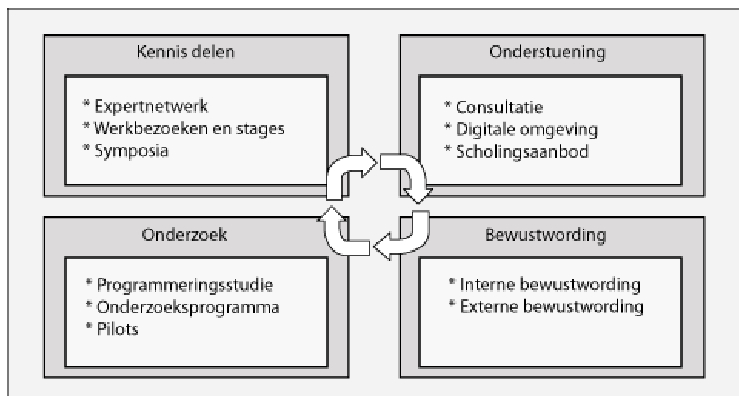 Kennis delen
* Expertnetwerk
* Werkbezoeken en stages
* Symposia
Onderstuening
* Consultatie
* Digitale omgeving
* Scholingsaanbod
Onderzoek
* Programmeringsstudie
* Onderzoeksprogramma
* Pilots
Bewustwording
* Interne bewustwording
* Externe bewustwording